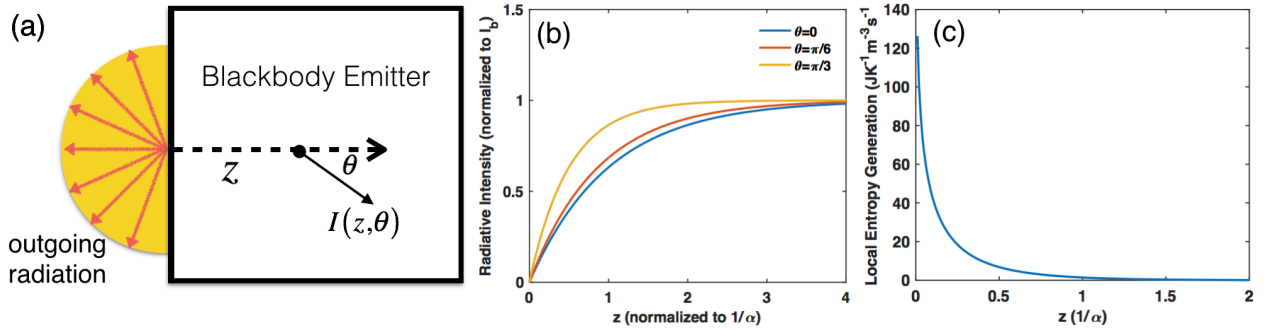 (a)
Blackbody Emitter
z
θ
I(z,θ)
outgoing
radiation
(b)
1.5
1
0.5
0
Radiative Intensity (normalized to I_b)
θ=0
θ=π/6
θ=π/3
0 1 2 3 4
z (normalized to 1/α)
(c)
140
120
100
80
60
40
20
0
Local Entropy Generation (JK⁻¹m⁻³s⁻¹)
0 0.5 1 1.5 2
z (1/α)